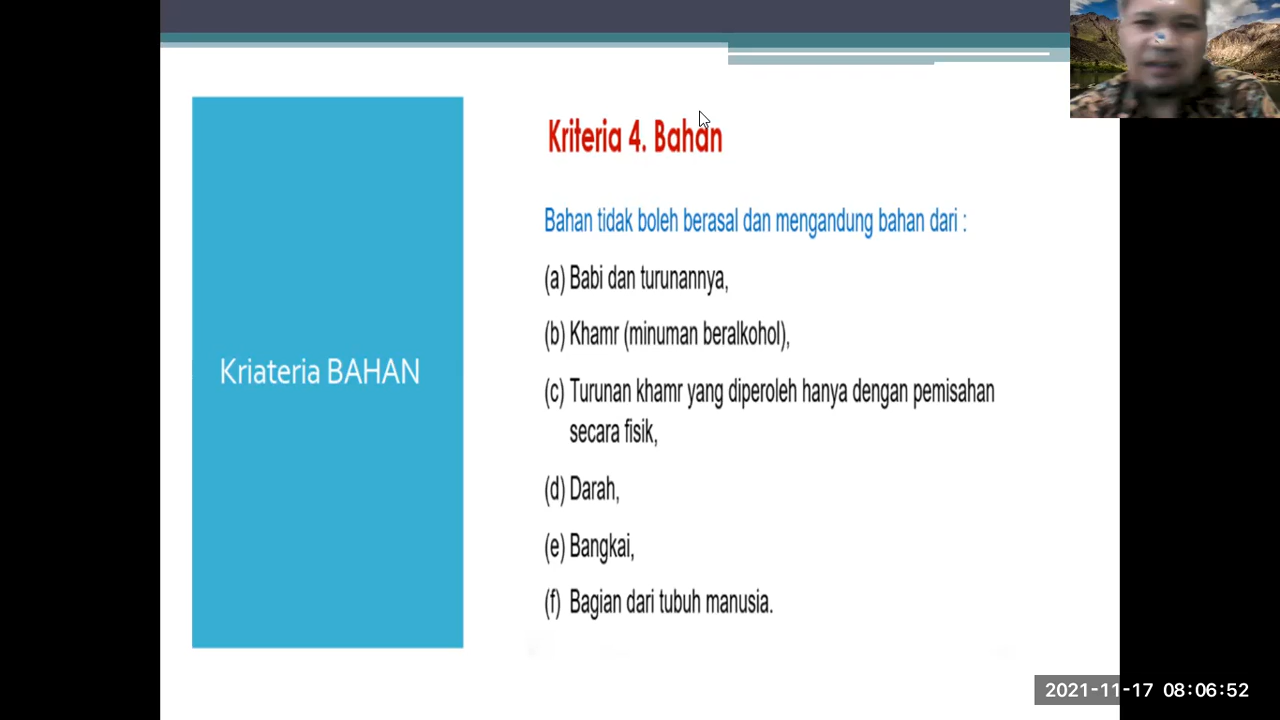 Kriateria BAHAN
Kriteria 4. Bahan
Bahan tidak boleh berasal dan mengandung bahan dari :
(a) Babi dan turunannya,
(b) Khamr (minuman beralkohol),
(c) Turunan khamr yang diperoleh hanya dengan pemisahan
secara fisik,
(d) Darah,
(e) Bangkai,
(f) Bagian dari tubuh manusia.
2021-11-17 08:06:52